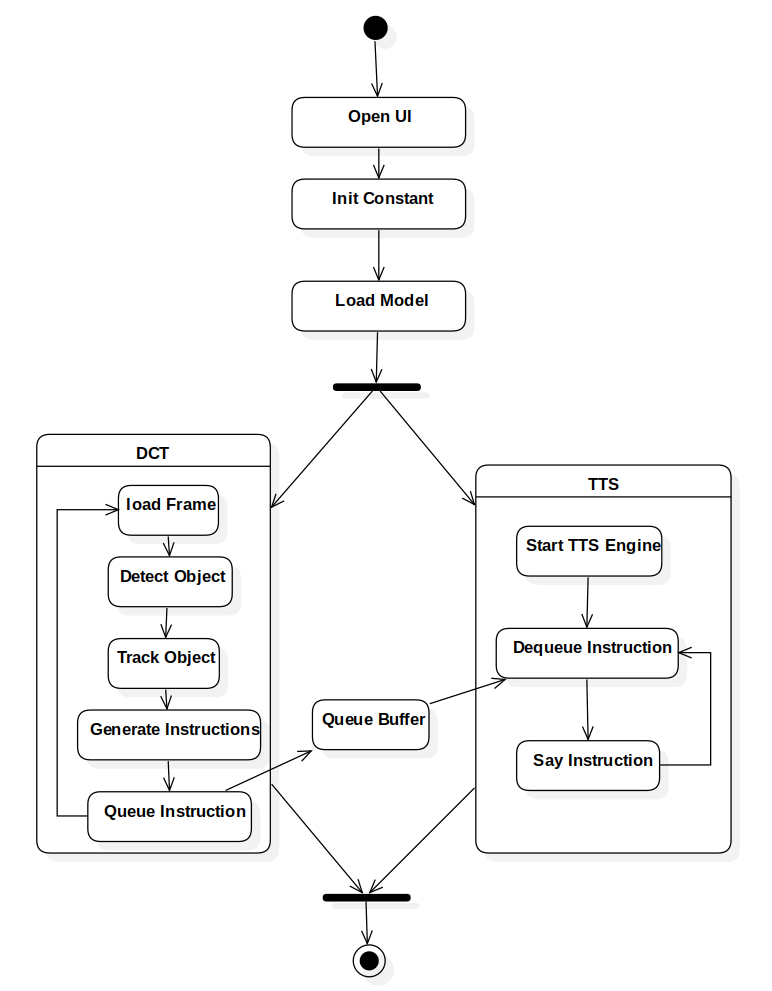 Open UI
Init Constant
Load Model
DCT
load Frame
Detect Object
Track Object
Generate Instructions
Queue Instruction
Queue Buffer
TTS
Start TTS Engine
Dequeue Instruction
Say Instruction